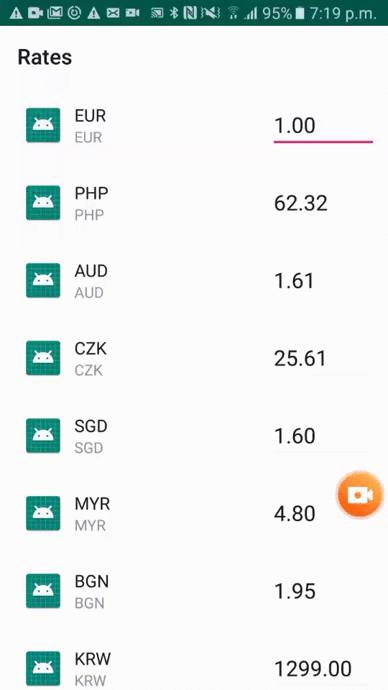 95% 7:19 p.m.
Rates
EUR
EUR
1.00
PHP
PHP
62.32
AUD
AUD
1.61
CZK
CZK
25.61
SGD
SGD
1.60
MYR
MYR
4.80
BGN
BGN
1.95
KRW
KRW
1299.00